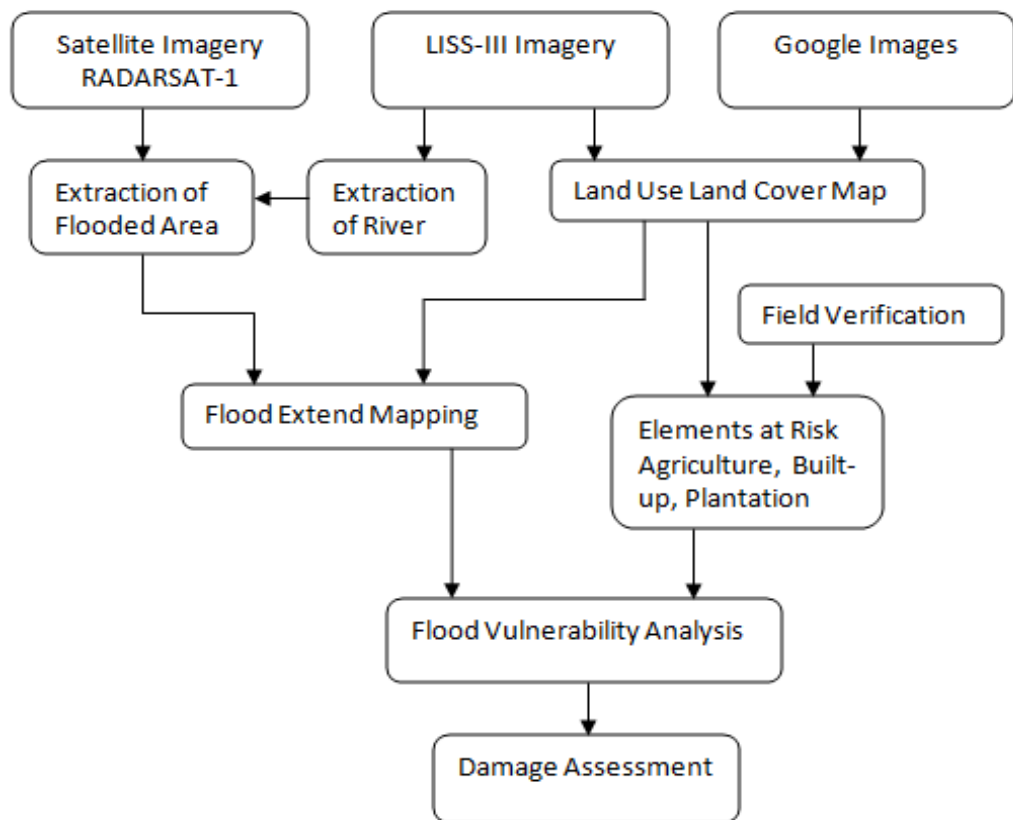 Satellite Imagery
RADARSAT-1
LISS-III Imagery
Google Images
Extraction of
Flooded Area
Extraction
of River
Land Use Land Cover Map
Field Verification
Flood Extend Mapping
Elements at Risk
Agriculture, Built-
up, Plantation
Flood Vulnerability Analysis
Damage Assessment